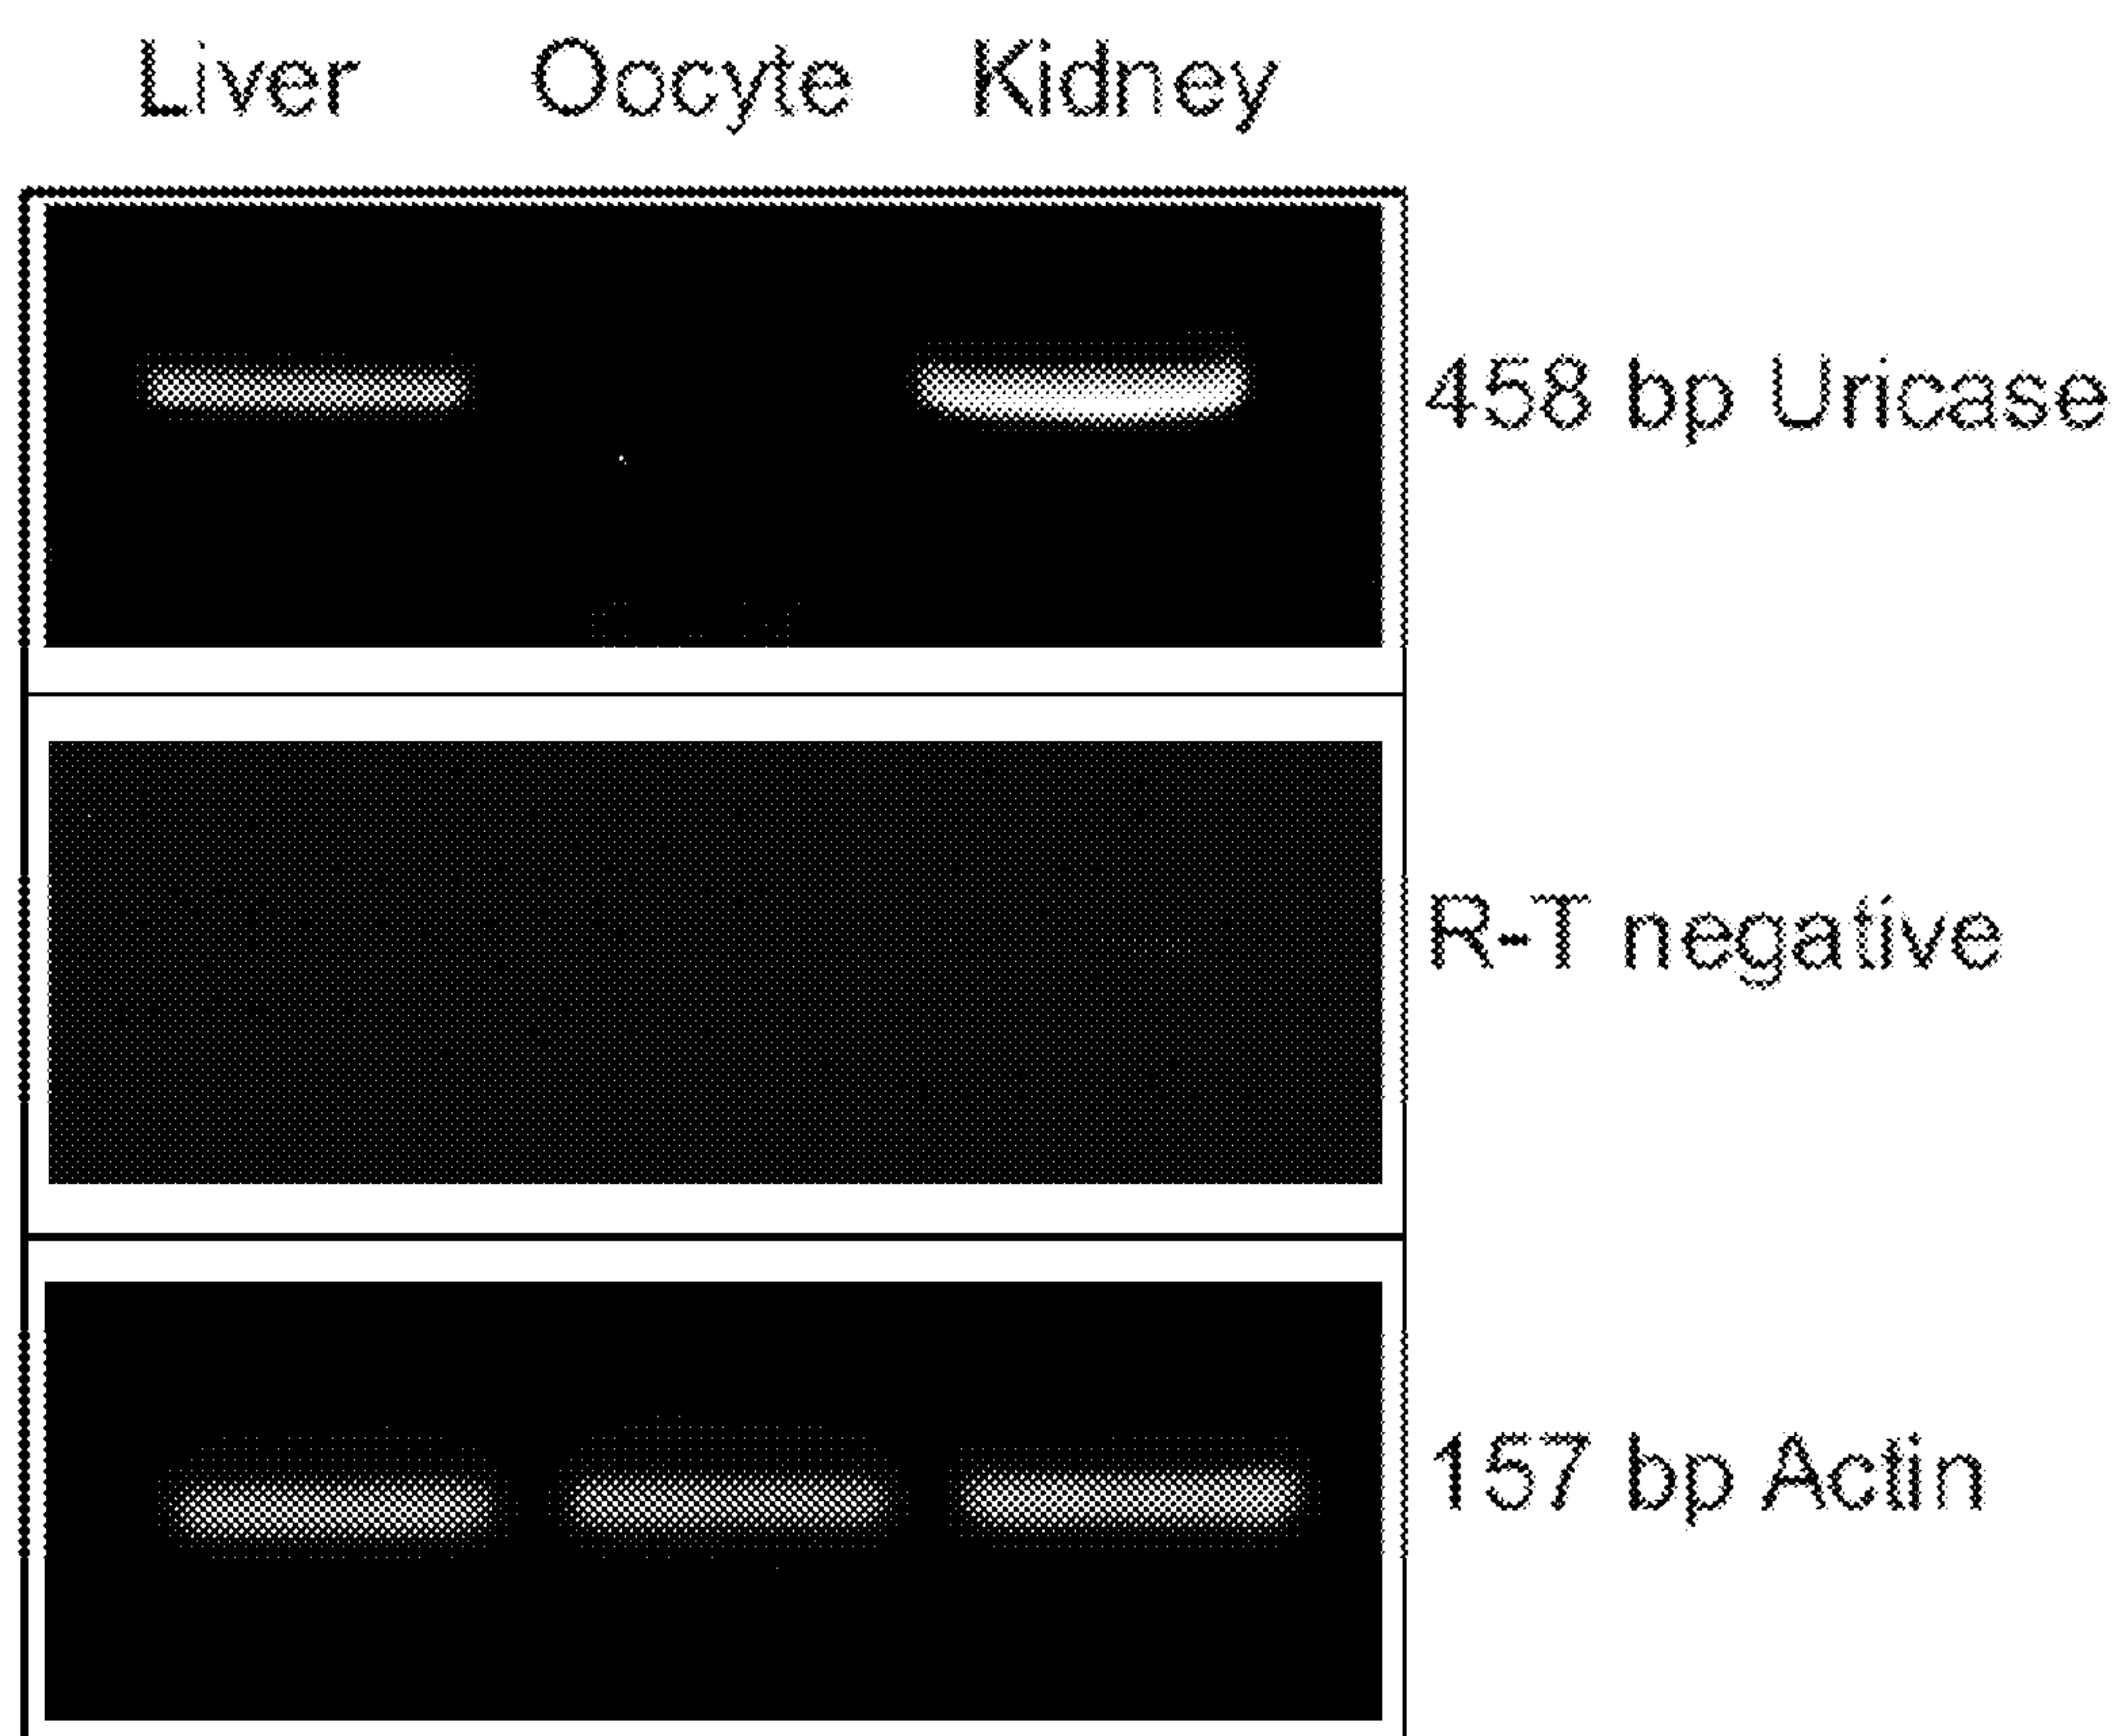 Liver Oocyte Kidney
458 bp Uricase
R-T negative
157 bp Actin